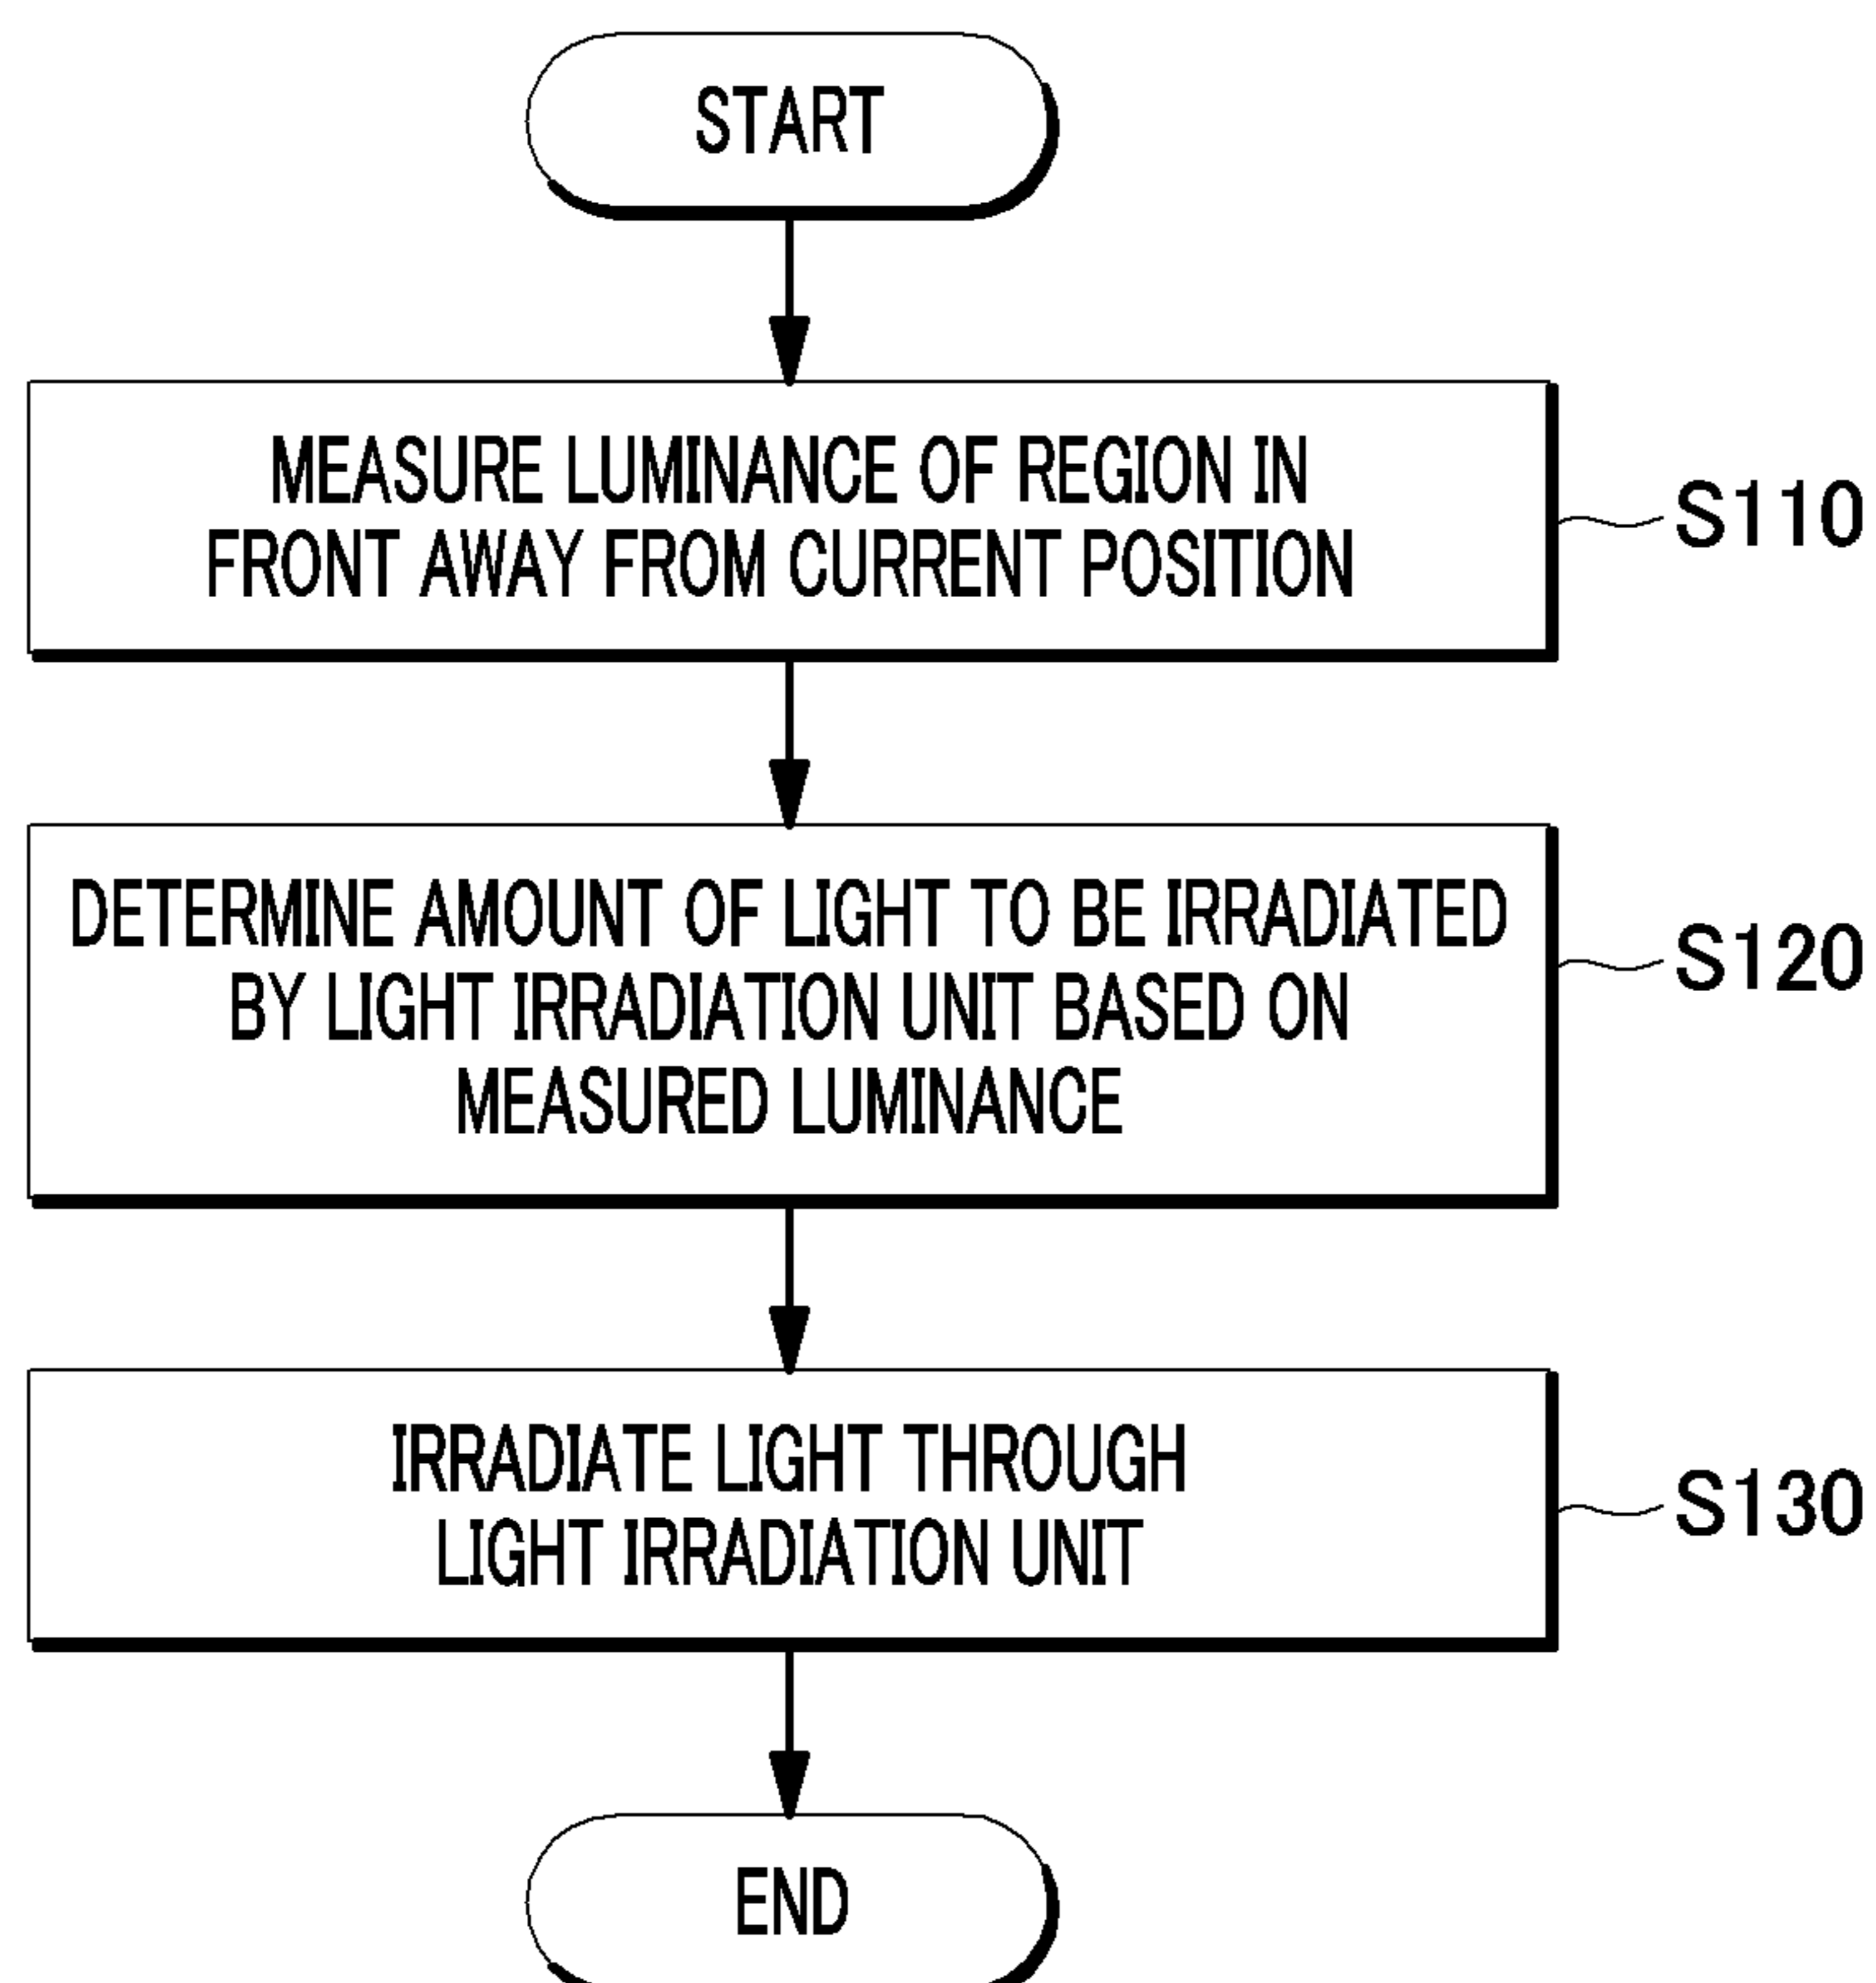 START
MEASURE LUMINANCE OF REGION IN
FRONT AWAY FROM CURRENT POSITION
S110
DETERMINE AMOUNT OF LIGHT TO BE IRRADIATED
BY LIGHT IRRADIATION UNIT BASED ON
MEASURED LUMINANCE
S120
IRRADIATE LIGHT THROUGH
LIGHT IRRADIATION UNIT
S130
END